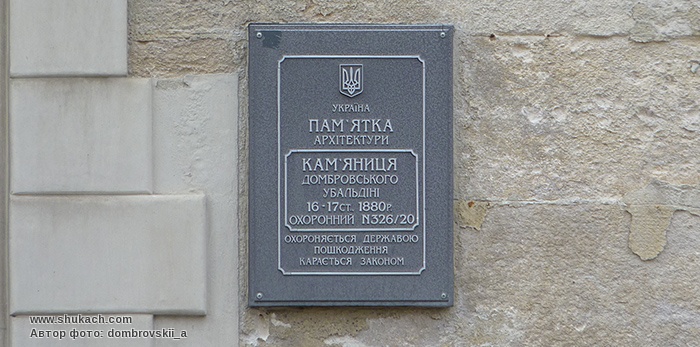 УКРАЇНА
ПАМ`ЯТКА
АРХІТЕКТУРИ
КАМ`ЯНИЦЯ
ДОМБРОВСЬКОГО
УБАЛЬДІНІ
16-17СТ. 1880Р.
ОХОРОННИЙ N326/20
ОХОРОНЯЄТЬСЯ ДЕРЖАВОЮ
ПОШКОДЖЕННЯ
КАРАЄТЬСЯ ЗАКОНОМ
www.shukach.com
Автор фото: dombrovskii_a